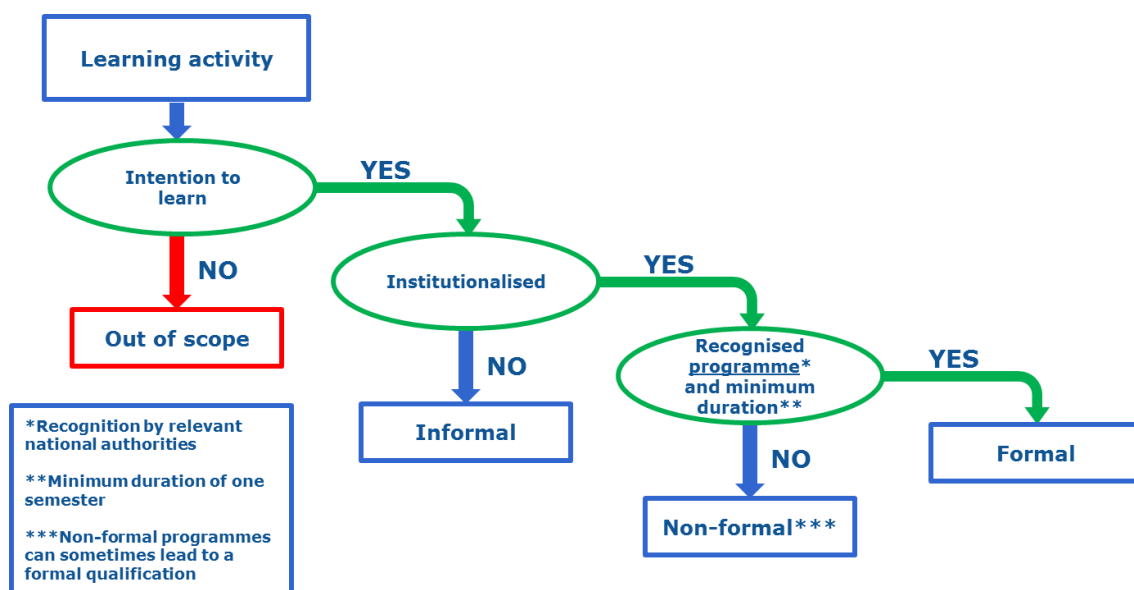 Learning activity
Intention to
learn
YES
NO
Out of scope
Institutionalised
YES
NO
Informal
Recognised
programme*
and minimum
duration**
YES
NO
Formal
Non-formal***
*Recognition by relevant
national authorities
**Minimum duration of one
semester
***Non-formal programmes
can sometimes lead to a
formal qualification